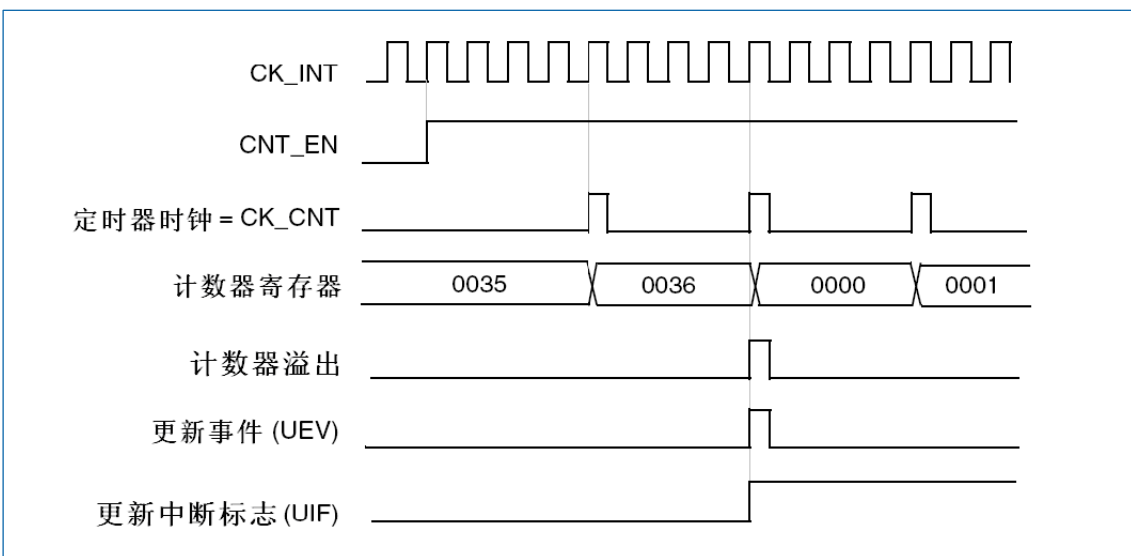 CK_INT
CNT_EN
定时器时钟 = CK_CNT
计数器寄存器 0035 0036 0000 0001
计数器溢出
更新事件 (UEV)
更新中断标志 (UIF)